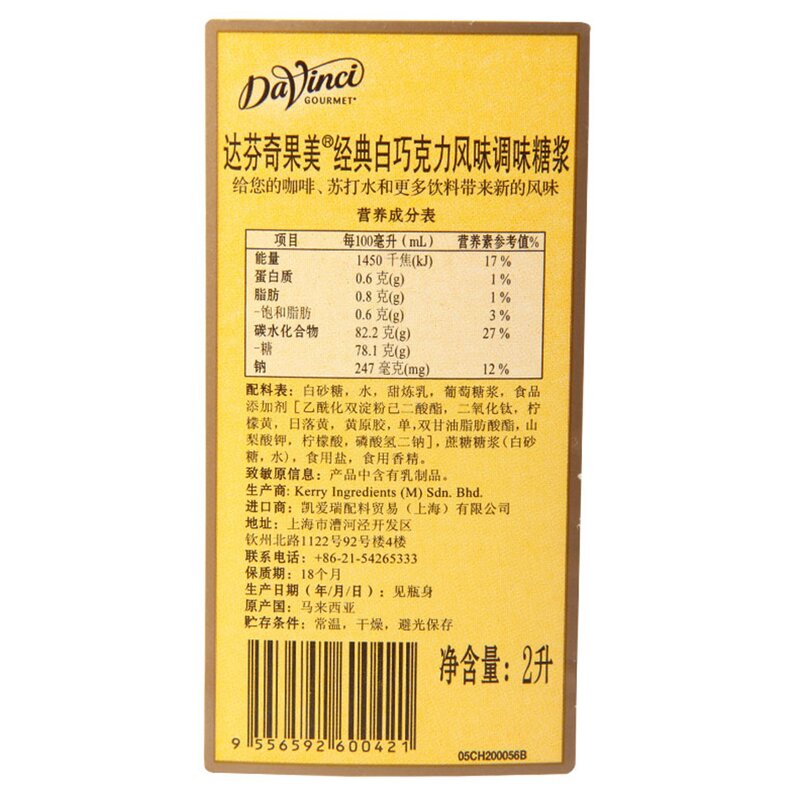 DaVinci
GOURMET
达芬奇果美®经典白巧克力风味调味糖浆
给您的咖啡、苏打水和更多饮料带来新的风味
营养成分表
项目 每100毫升（mL） 营养素参考值%
能量 1450 千焦(kJ) 17 %
蛋白质 0.6 克(g) 1 %
脂肪 0.8 克(g) 1 %
-饱和脂肪 0.6 克(g) 3 %
碳水化合物 82.2 克(g) 27 %
-糖 78.1 克(g)
钠 247 毫克(mg) 12 %
配料表：白砂糖，水，甜炼乳，葡萄糖浆，食品
添加剂［乙酰化双淀粉己二酸酯，二氧化钛，柠
檬黄，日落黄，黄原胶，单,双甘油脂肪酸酯，山
梨酸钾，柠檬酸，磷酸氢二钠］，蔗糖糖浆（白砂
糖，水），食用盐，食用香精。
致敏原信息：产品中含有乳制品。
生产商: Kerry Ingredients (M) Sdn. Bhd.
进口商：凯爱瑞配料贸易（上海）有限公司
地址：上海市漕河泾开发区
钦州北路1122号92号楼4楼
联系电话：+86-21-54265333
保质期：18个月
生产日期（年/月/日）：见瓶身
原产国：马来西亚
贮存条件：常温，干燥，避光保存
净含量：2升
9 556592 600421
05CH200056B